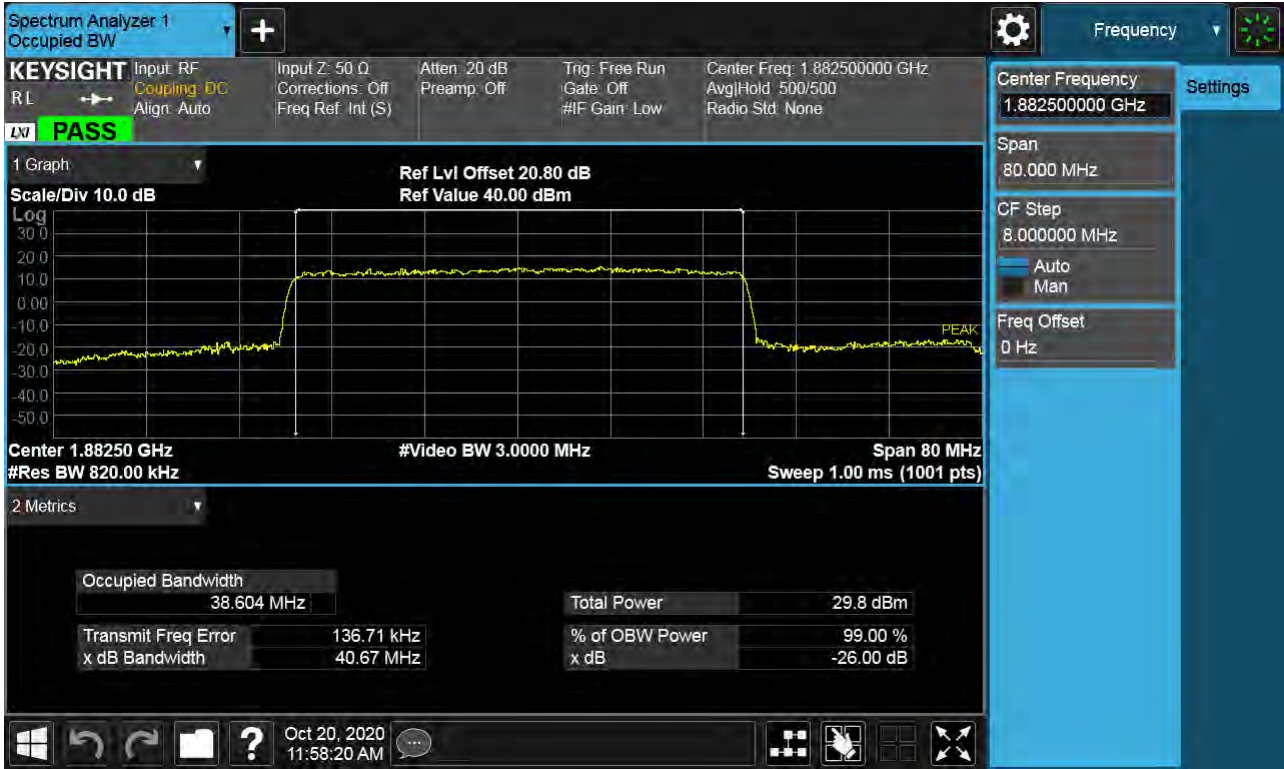 Spectrum Analyzer 1
Occupied BW
+
Frequency
KEYSIGHT
R L
LXI PASS
Input: RF
Coupling: DC
Align: Auto
Input Z: 50 Ω
Corrections: Off
Freq Ref: Int (S)
Atten: 20 dB
Preamp: Off
Trig: Free Run
Gate: Off
#IF Gain: Low
Center Freq: 1.882500000 GHz
Avg|Hold: 500/500
Radio Std: None
Center Frequency
1.882500000 GHz
Settings
Span
80.000 MHz
CF Step
8.000000 MHz
Auto
Man
Freq Offset
0 Hz
1 Graph
Scale/Div 10.0 dB
Ref Lvl Offset 20.80 dB
Ref Value 40.00 dBm
Log
30.0
20.0
10.0
0.00
-10.0
-20.0
-30.0
-40.0
-50.0
PEAK
Center 1.88250 GHz
#Video BW 3.0000 MHz
Span 80 MHz
#Res BW 820.00 kHz
Sweep 1.00 ms (1001 pts)
2 Metrics
Occupied Bandwidth
38.604 MHz
Total Power 29.8 dBm
Transmit Freq Error 136.71 kHz
% of OBW Power 99.00 %
x dB Bandwidth 40.67 MHz
x dB -26.00 dB
?
Oct 20, 2020
11:58:20 AM